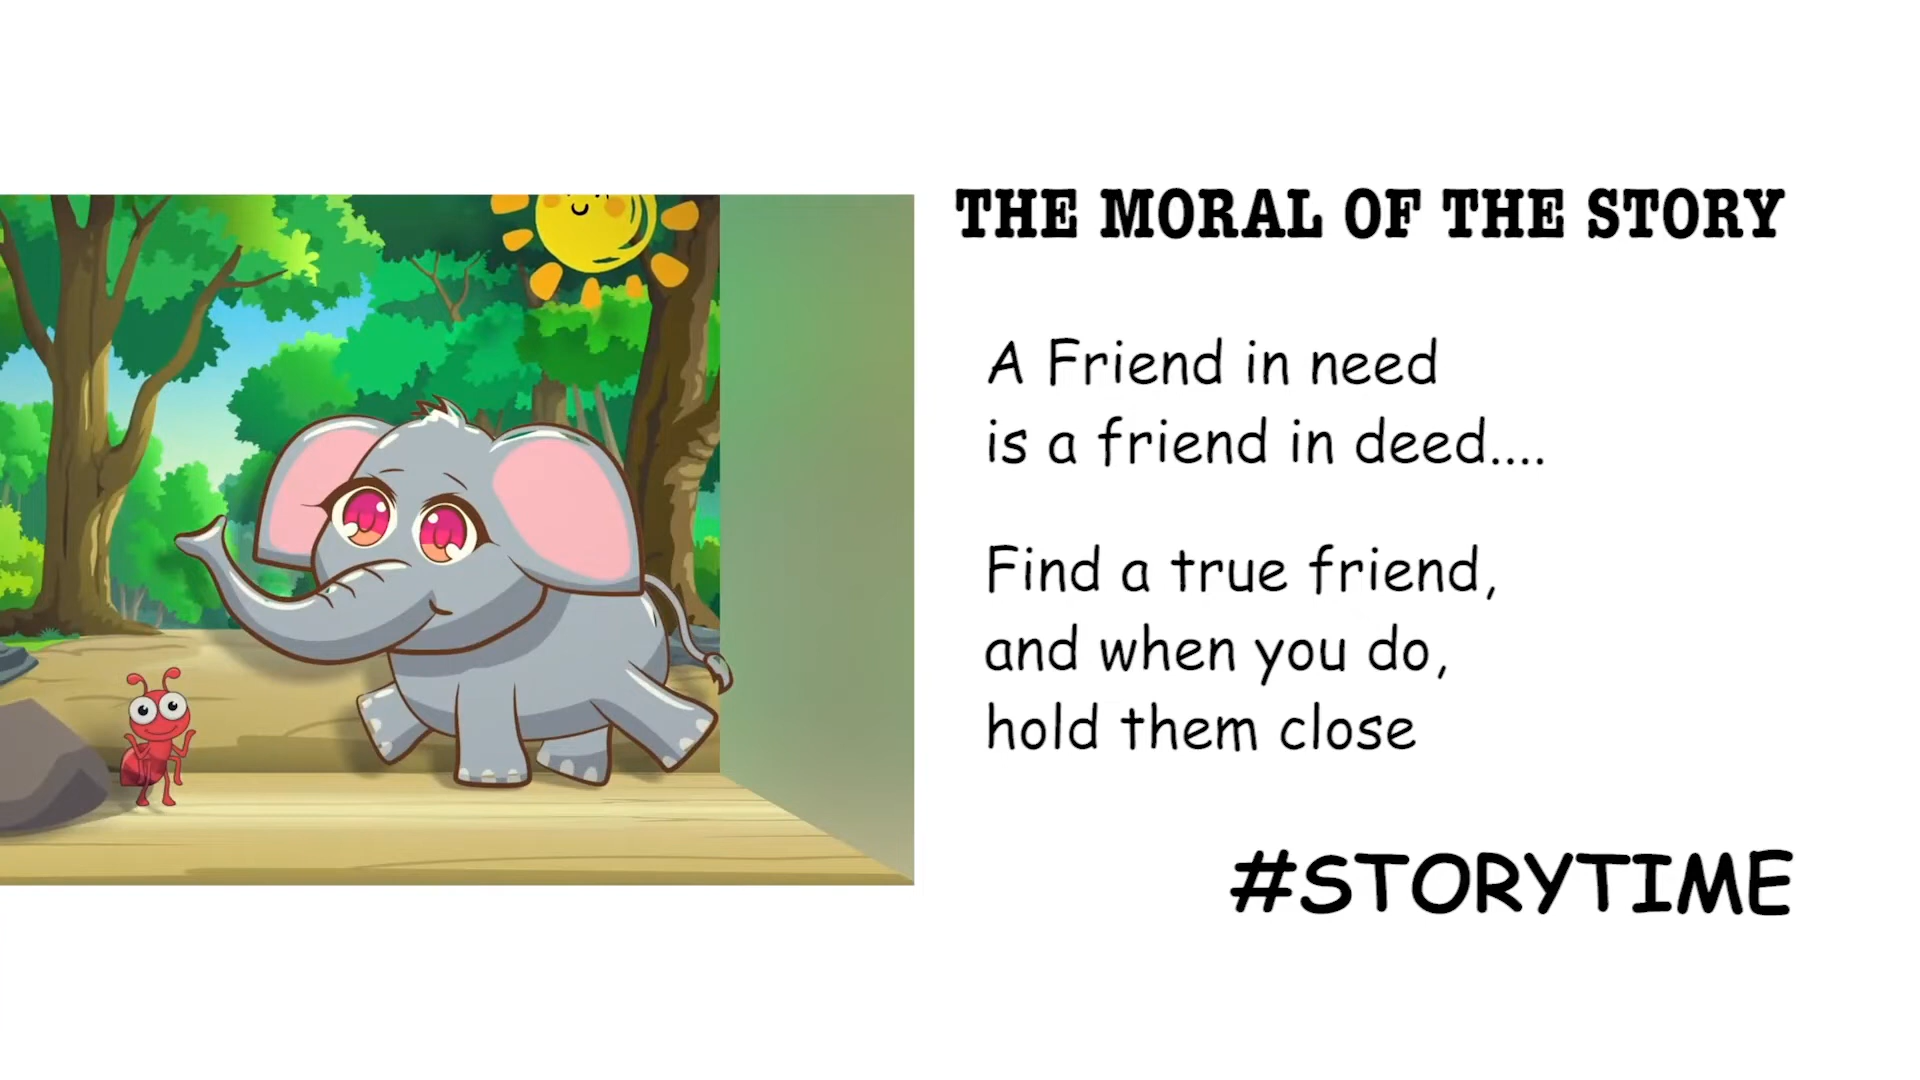 THE MORAL OF THE STORY
A Friend in need
is a friend in deed....
Find a true friend,
and when you do,
hold them close
#STORYTIME